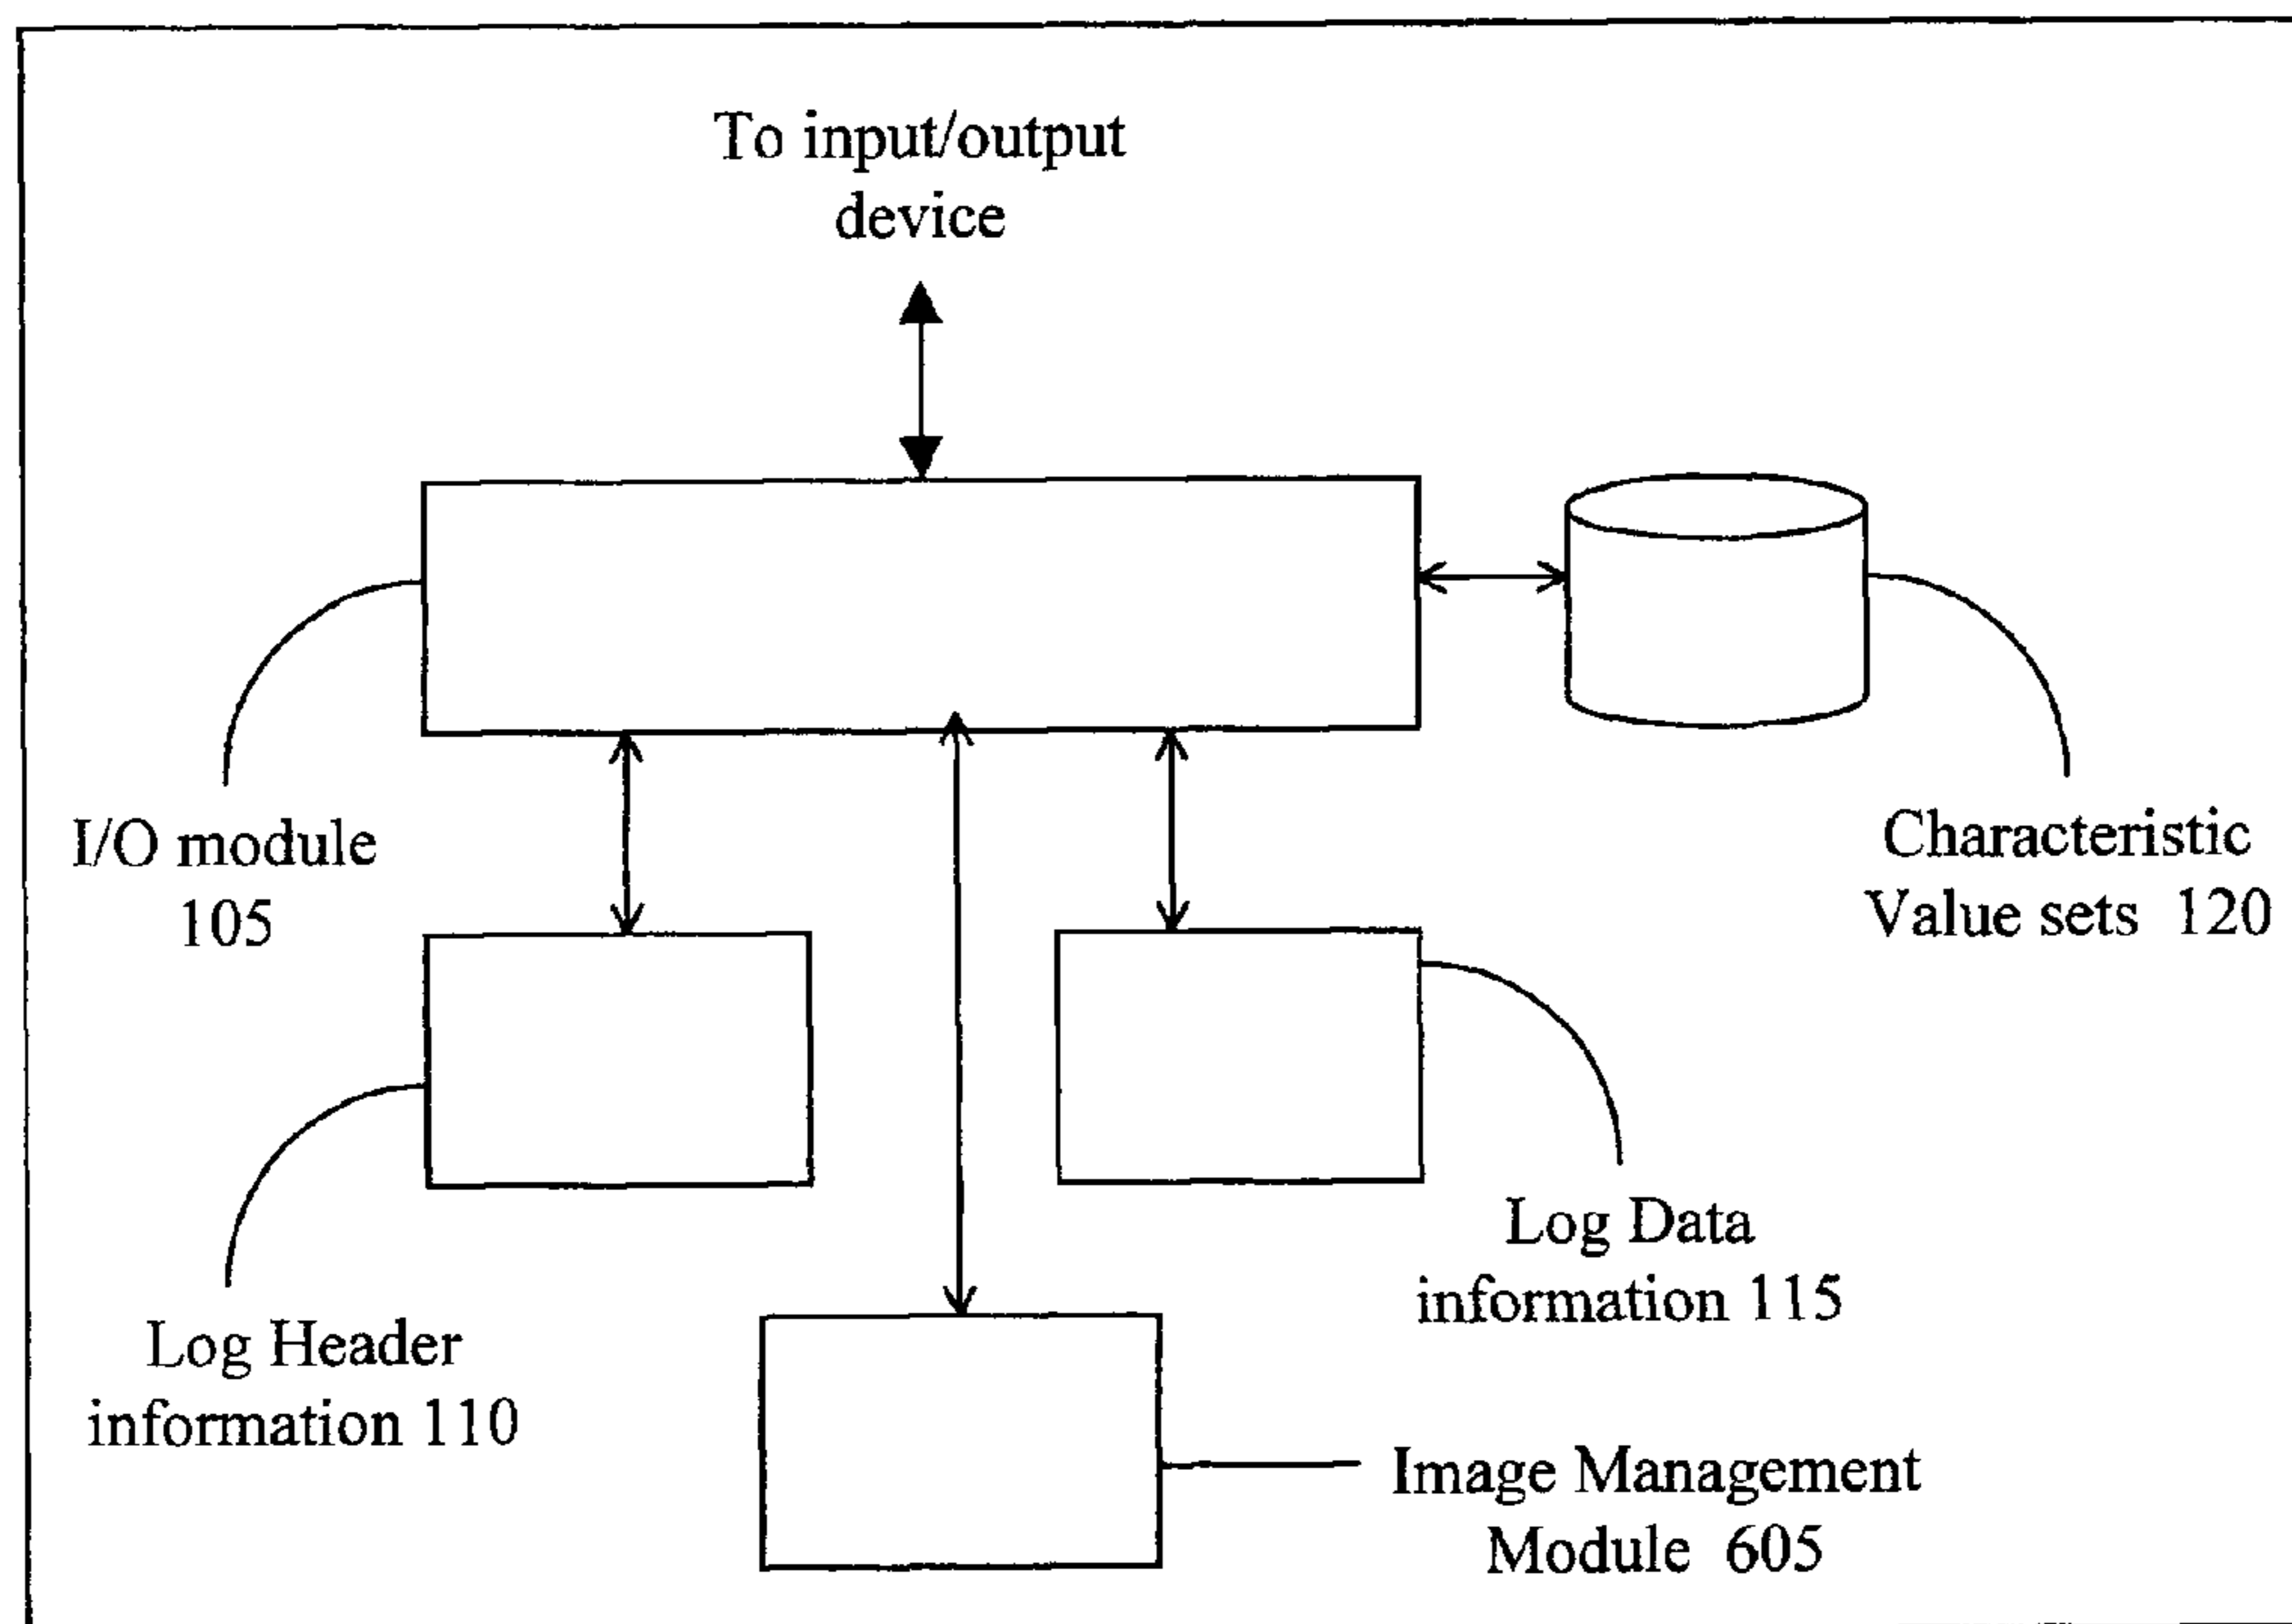 To input/output
device
I/O module
105
Characteristic
Value sets 120
Log Data
information 115
Log Header
information 110
Image Management
Module 605